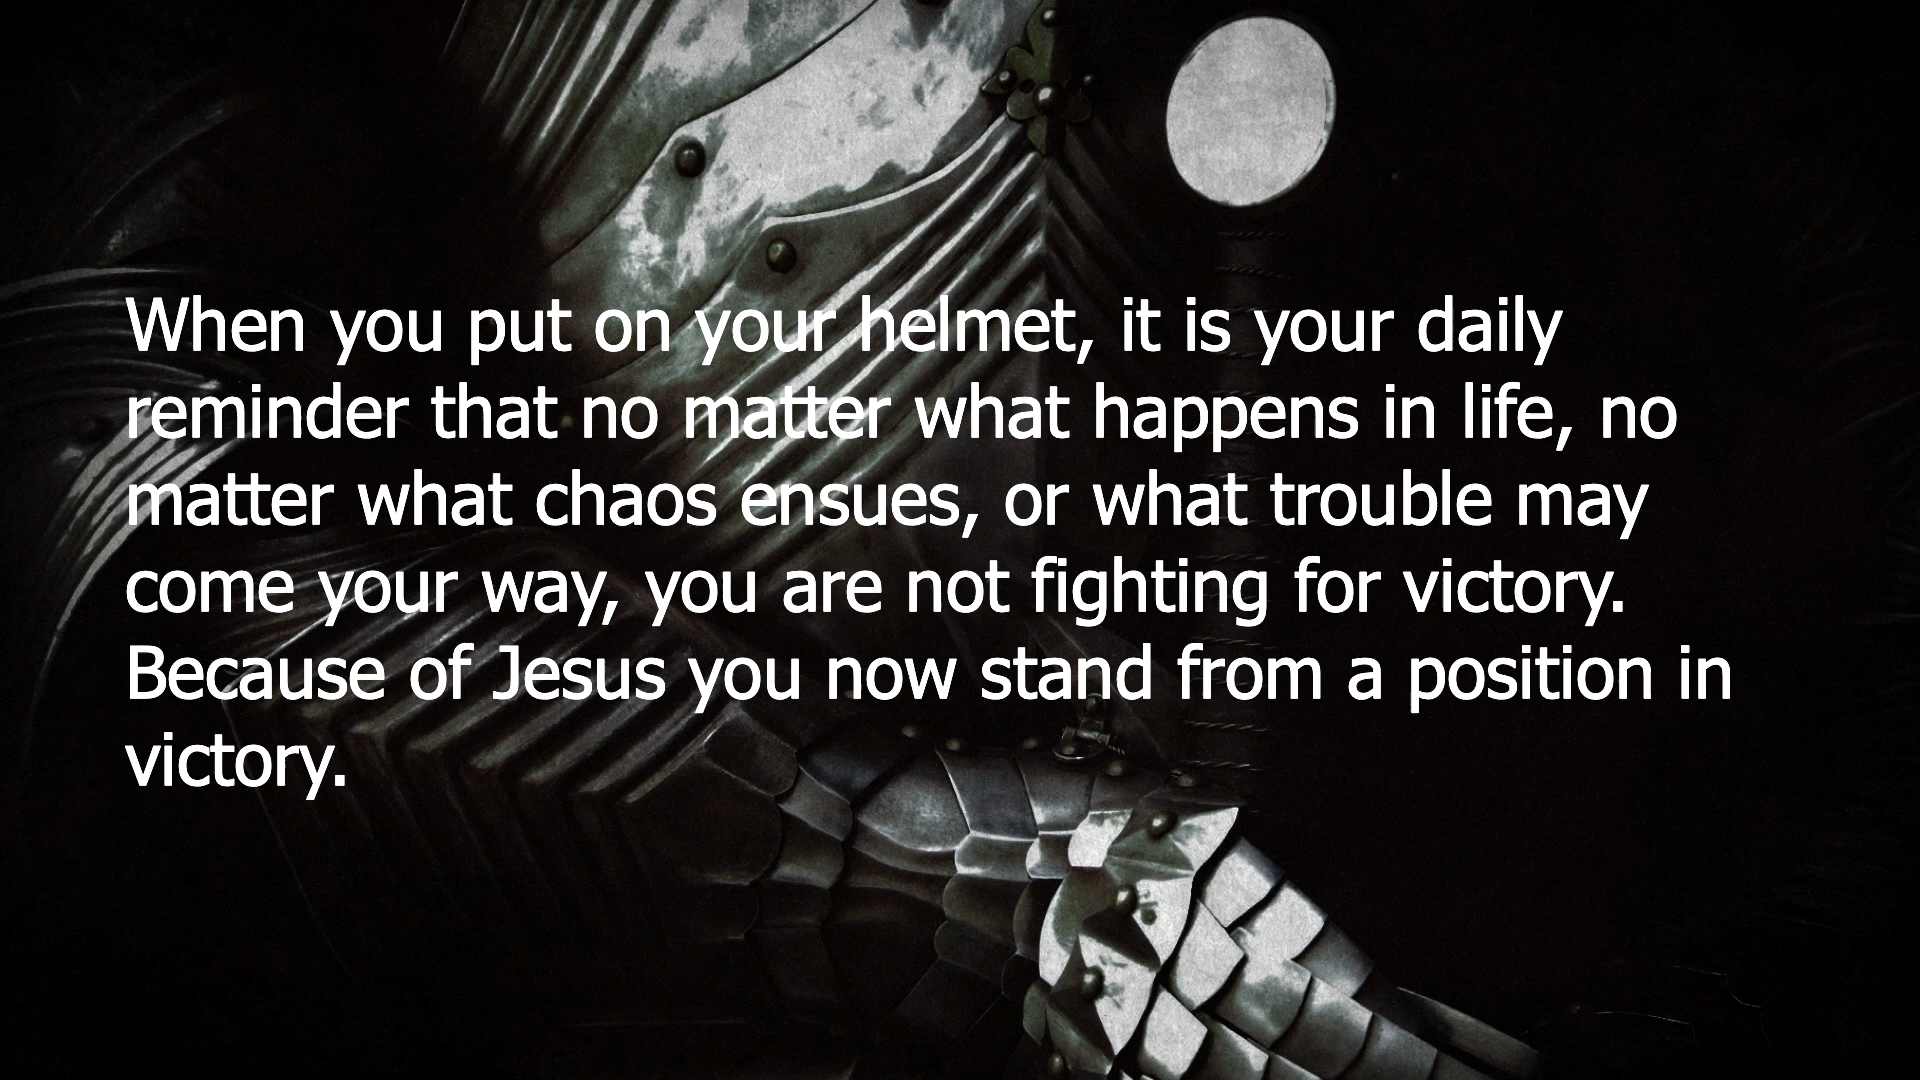 When you put on your helmet, it is your daily
reminder that no matter what happens in life, no
matter what chaos ensues, or what trouble may
come your way, you are not fighting for victory.
Because of Jesus you now stand from a position in
victory.